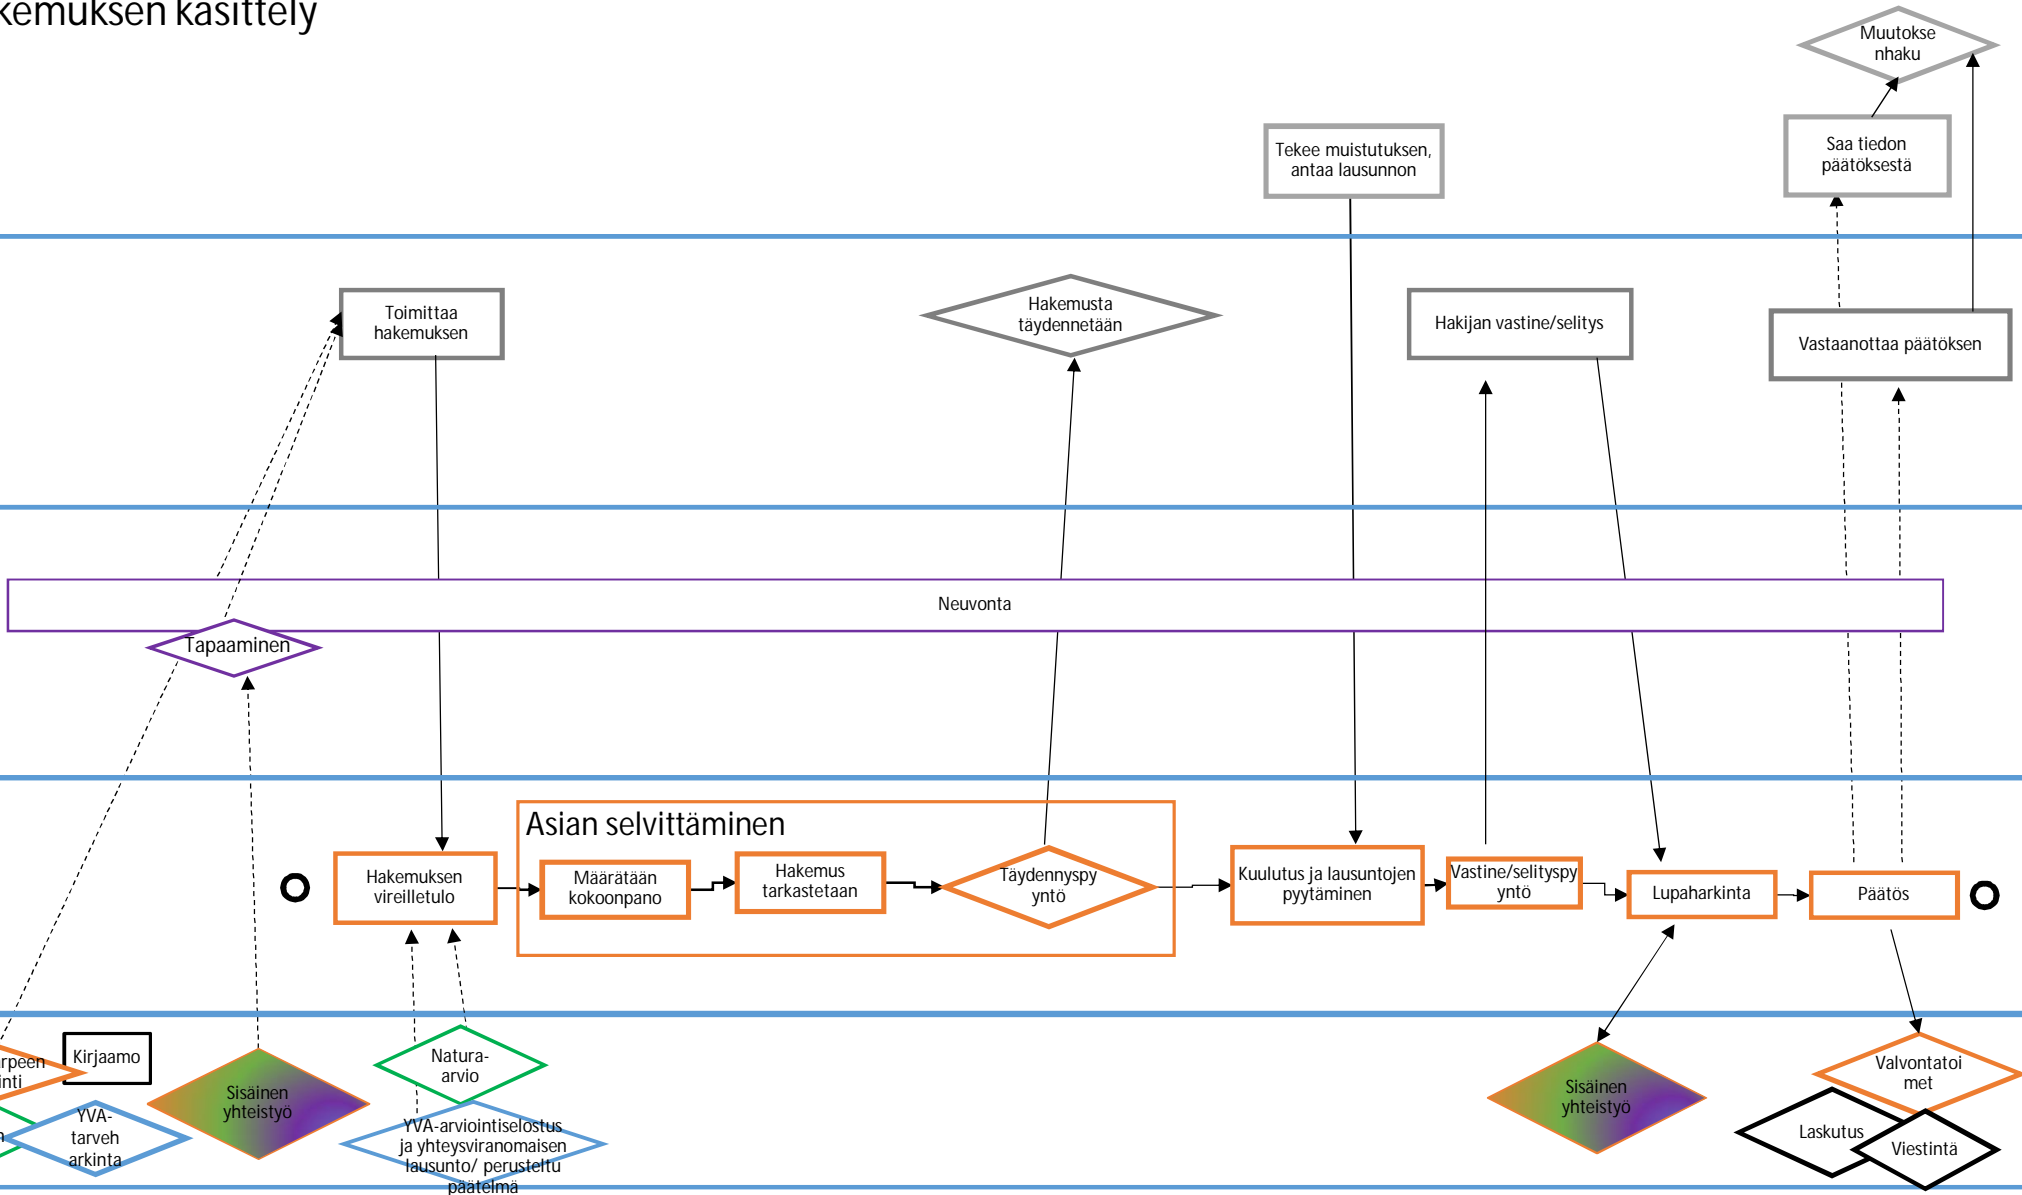 kemuksen käsittely
Muutokse
nhaku
Tekee muistutuksen,
antaa lausunnon
Saa tiedon
päätöksestä
Toimittaa
hakemuksen
Hakemusta
täydennetään
Hakijan vastine/selitys
Vastaanottaa päätöksen
Neuvonta
Tapaaminen
Asian selvittäminen
Hakemuksen
vireilletulo
Määrätään
kokoonpano
Hakemus
tarkastetaan
Täydennyspy
yntö
Kuulutus ja lausuntojen
pyytäminen
Vastine/selityspy
yntö
Lupaharkinta
Päätös
rpeen
inti
Kirjaamo
YVA-
tarveh
arkinta
Sisäinen
yhteistyö
Natura-
arvio
YVA-arviointiselostus
ja yhteysviranomaisen
lausunto/ perusteltu
päätelmä
Sisäinen
yhteistyö
Valvontatoi
met
Laskutus
Viestintä